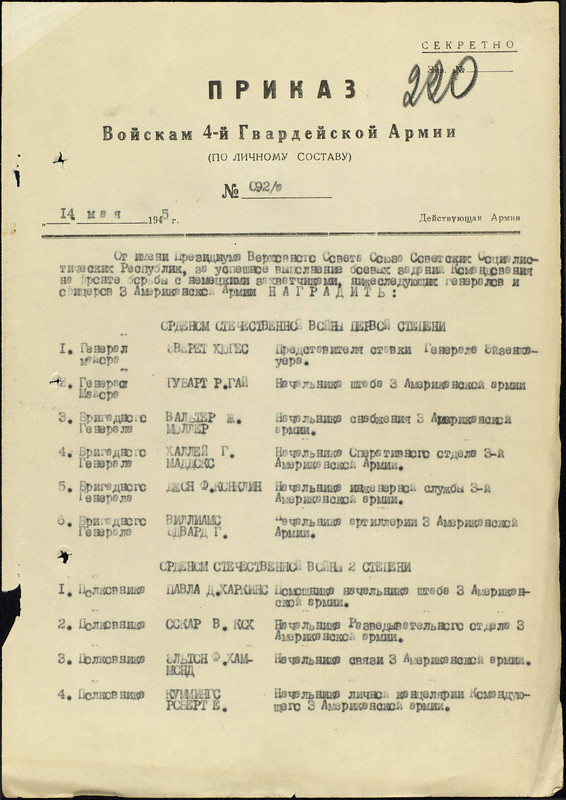 СЕКРЕТНО
Экз. №
220
ПРИКАЗ
Войскам 4-й Гвардейской Армии
(ПО ЛИЧНОМУ СОСТАВУ)
№ 092/н
„14 мая 1945 г. Действующая Армия
От имени Президиума Верховного Совета Союза Советских Социалис-
тических Республик, за успешное выполнение боевых заданий Командования
на фронте борьбы с немецкими захватчиками, нижеследующих генералов и
офицеров 3 Американской Армии НАГРАДИТЬ:
ОРДЕНОМ ОТЕЧЕСТВЕННОЙ ВОЙНЫ ПЕРВОЙ СТЕПЕНИ
1. Генерал ЭВЕРЕТ ХЮГЕС Представителя ставки Генерала Эйзенхо-
майора уера.
2. Генерал ГУБАРТ Р.ГАЙ Начальника штаба 3 Американской армии
Майора
3. Бригадного ВАЛЬТЕР Ж. Начальника снабжения 3 Американской
Генерала МОЛЛЕР армии.
4. Бригадного ХАЛЛЕЙ Г. Начальника Оперативного отдела 3-й
Генерала МАДДОКС Американской Армии.
5. Бригадного ДЖОН Ф.КОНКЛИН Начальника инженерной службы 3-й
Генерала Американской армии.
6. Бригадного ВИЛЛИАМС Начальника артиллерии 3 Американской
Генерала ЭДВАРД Г. Армии.
ОРДЕНОМ ОТЕЧЕСТВЕННОЙ ВОЙНЫ 2 СТЕПЕНИ
1. Полковника ПАВЛА Д.ХАРКИНС Помощника начальника штаба 3 Американ-
ской армии.
2. Полковника ОСКАР В. КОХ Начальника Разведывательного отдела 3
Американской армии.
3. Полковника ЭЛЬТОН Ф.ХАМ- Начальника связи 3 Американской армии.
МОНД
4. Полковника КУММИНГС Начальника личной канцелярии Командую-
РОБЕРТ Е. щего 3 Американской армии.